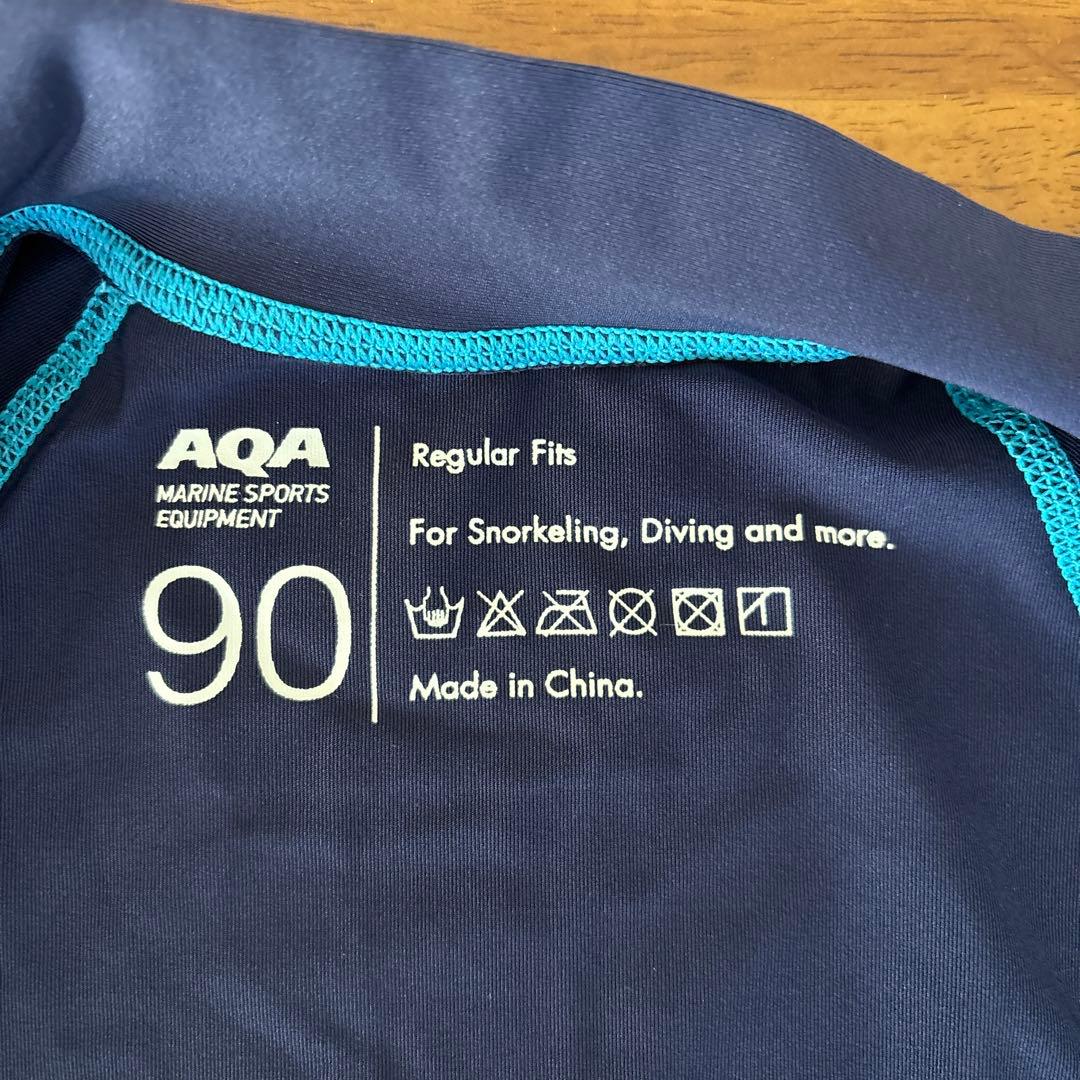 AQA
MARINE SPORTS
EQUIPMENT
90
Regular Fits
For Snorkeling, Diving and more.
Made in China.